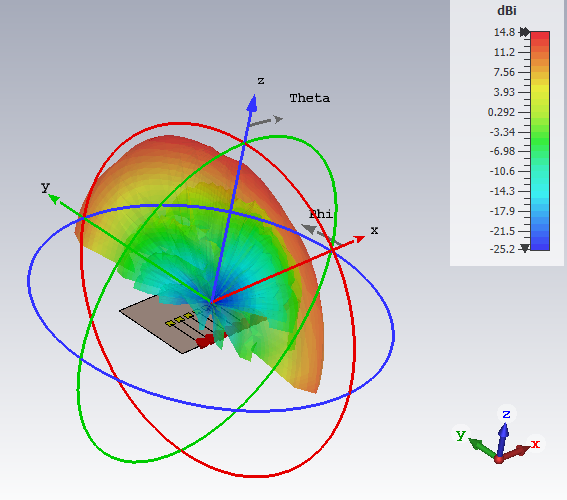 dBi
14.8
11.2
7.56
3.93
0.292
-3.34
-6.98
-10.6
-14.3
-17.9
-21.5
-25.2
z
Theta
y
Phi
x
z
y
x